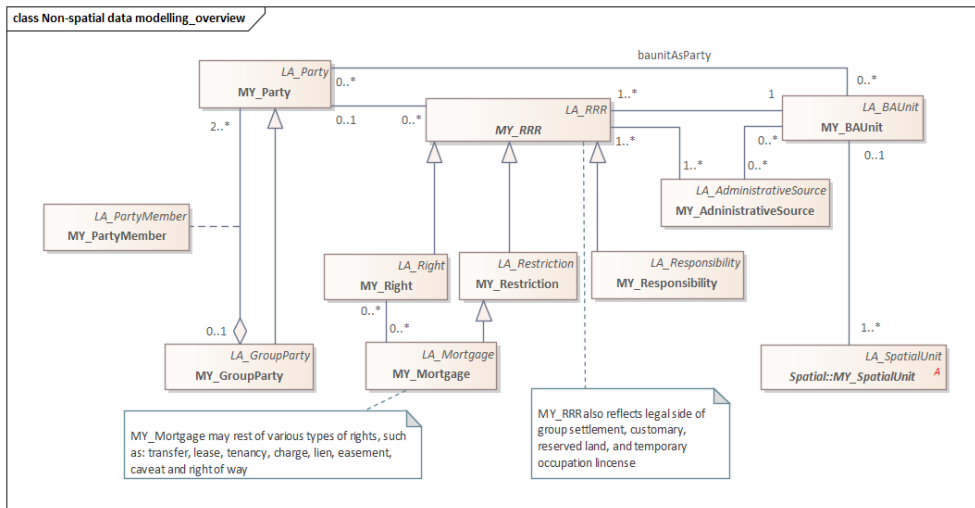 class Non-spatial data modelling_overview
baunitAsParty
LA_Party
MY_Party
0..*
0..*
2..*
0..1
0..*
LA_RRR
MY_RRR
1..*
1
1..*
LA_BAUnit
MY_BAUnit
0..*
0..1
1..*
0..*
LA_AdministrativeSource
MY_AdninistrativeSource
LA_PartyMember
MY_PartyMember
LA_Right
MY_Right
LA_Restriction
MY_Restriction
LA_Responsibility
MY_Responsibility
0..*
0..*
0..1
1..*
LA_GroupParty
MY_GroupParty
LA_Mortgage
MY_Mortgage
LA_SpatialUnit
Spatial::MY_SpatialUnit
A
MY_Mortgage may rest of various types of rights, such
as: transfer, lease, tenancy, charge, lien, easement,
caveat and right of way
MY_RRR also reflects legal side of
group settlement, customary,
reserved land, and temporary
occupation lincense